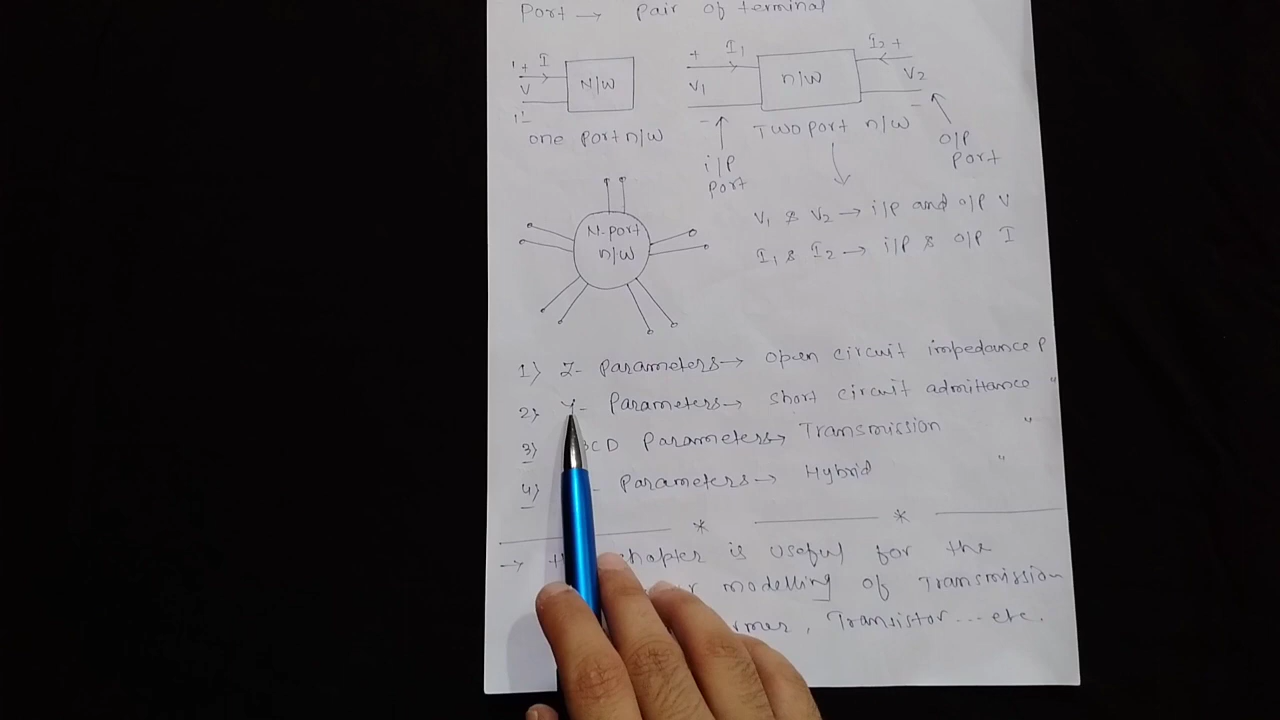 Port → Pair of terminal
1 + I
V N/W
1' -
one port n/W
+ I1 I2 +
V1 n/W V2
- -
Two port n/W
i/P port
O/P port
V1 & V2 → i/P and O/P V
I1 & I2 → i/P & O/P I
N-port n/W
1) Z- Parameters → open circuit impedance P
2) Y- Parameters → short circuit admittance "
3) BCD Parameters → Transmission "
4) - Parameters → Hybrid "
* *
→ chapter is useful for the
modelling of Transmission
Transistor ... etc.